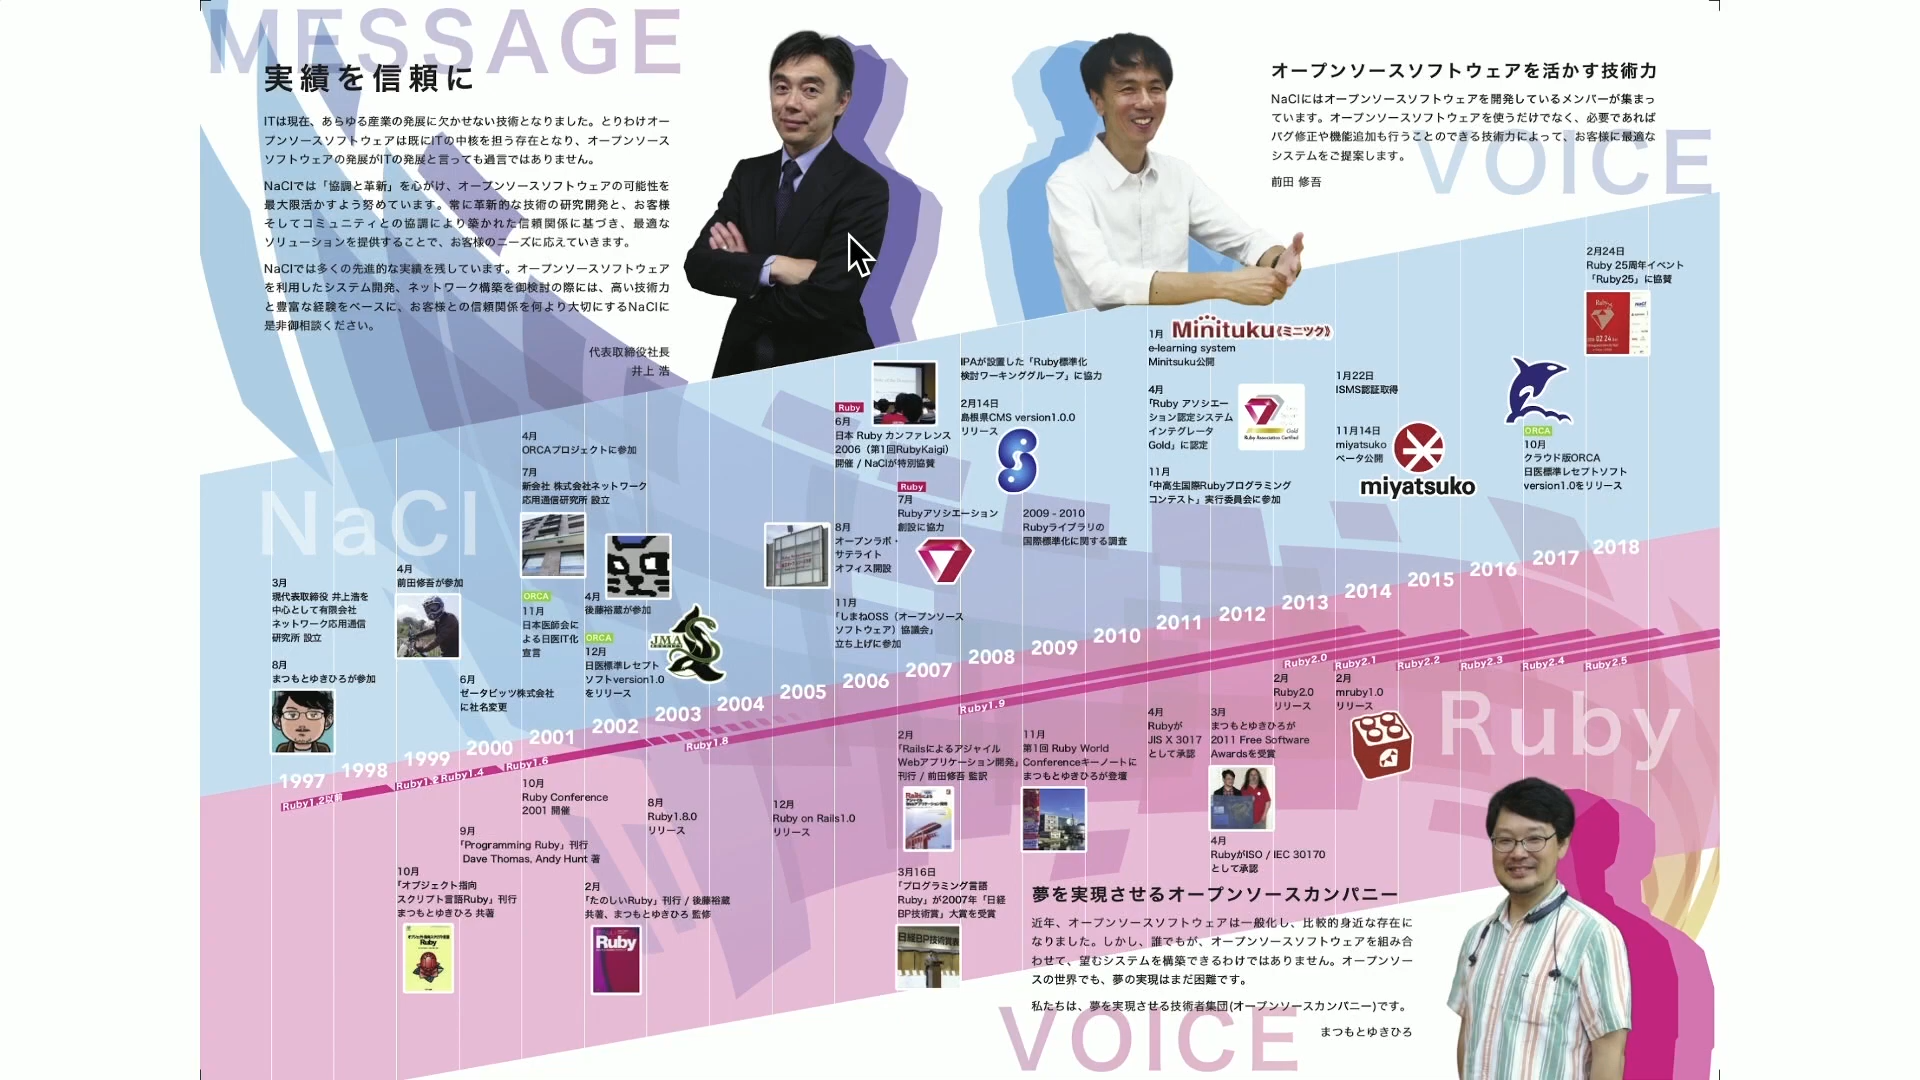 MESSAGE
実績を信頼に
ITは現在、あらゆる産業の発展に欠かせない技術となりました。とりわけオー
プンソースソフトウェアは既にITの中核を担う存在となり、オープンソース
ソフトウェアの発展がITの発展と言っても過言ではありません。
NaClでは「協調と革新」を心がけ、オープンソースソフトウェアの可能性を
最大限活かすよう努めています。常に革新的な技術の研究開発と、お客様
そしてコミュニティとの協調により築かれた信頼関係に基づき、最適な
ソリューションを提供することで、お客様のニーズに応えていきます。
NaClでは多くの先進的な実績を残しています。オープンソースソフトウェア
を利用したシステム開発、ネットワーク構築を御検討の際には、高い技術力
と豊富な経験をベースに、お客様との信頼関係を何より大切にするNaClに
是非御相談ください。
代表取締役社長
井上 浩
オープンソースソフトウェアを活かす技術力
NaClにはオープンソースソフトウェアを開発しているメンバーが集まっ
ています。オープンソースソフトウェアを使うだけでなく、必要であれば
バグ修正や機能追加も行うことのできる技術力によって、お客様に最適な
システムをご提案します。
前田 修吾
VOICE
NaCl
3月
現代表取締役 井上浩を
中心として有限会社
ネットワーク応用通信
研究所 設立
8月
まつもとゆきひろが参加
4月
前田修吾が参加
6月
ゼータビッツ株式会社
に社名変更
4月
ORCAプロジェクトに参加
7月
新会社 株式会社ネットワーク
応用通信研究所 設立
ORCA
11月
日本医師会に
よる日医IT化
宣言
4月
後藤裕蔵が参加
ORCA
12月
日医標準レセプト
ソフトversion1.0
をリリース
JMA
Ruby
6月
日本 Ruby カンファレンス
2006（第1回RubyKaigi）
開催 / NaClが特別協賛
8月
オープンラボ・
サテライト
オフィス開設
11月
「しまねOSS（オープンソース
ソフトウェア）協議会」
立ち上げに参加
Ruby
7月
Rubyアソシエーション
創設に協力
IPAが設置した「Ruby標準化
検討ワーキンググループ」に協力
2月14日
島根県CMS version1.0.0
リリース
2009 - 2010
Rubyライブラリの
国際標準化に関する調査
1月
Minituku《ミニツク》
e-learning system
Minitsuku公開
4月
「Ruby アソシエー
ション認定システム
インテグレータ
Gold」に認定
Gold
Ruby Association Certified
11月
「中高生国際Rubyプログラミング
コンテスト」実行委員会に参加
1月22日
ISMS認証取得
11月14日
miyatsuko
ベータ公開
miyatsuko
ORCA
10月
クラウド版ORCA
日医標準レセプトソフト
version1.0をリリース
2月24日
Ruby 25周年イベント
「Ruby25」に協賛
1997 1998 1999 2000 2001 2002 2003 2004 2005 2006 2007 2008 2009 2010 2011 2012 2013 2014 2015 2016 2017 2018
Ruby1.2以前 Ruby1.2 Ruby1.4 Ruby1.6 Ruby1.8 Ruby1.9 Ruby2.0 Ruby2.1 Ruby2.2 Ruby2.3 Ruby2.4 Ruby2.5
Ruby
10月
「オブジェクト指向
スクリプト言語Ruby」刊行
まつもとゆきひろ 共著
Ruby
9月
「Programming Ruby」刊行
Dave Thomas, Andy Hunt 著
10月
Ruby Conference
2001 開催
2月
「たのしいRuby」刊行 / 後藤裕蔵
共著、まつもとゆきひろ 監修
Ruby
8月
Ruby1.8.0
リリース
12月
Ruby on Rails1.0
リリース
2月
「Railsによるアジャイル
Webアプリケーション開発」
刊行 / 前田修吾 監訳
3月16日
「プログラミング言語
Ruby」が2007年「日経
BP技術賞」大賞を受賞
11月
第1回 Ruby World
Conferenceキーノートに
まつもとゆきひろが登壇
4月
Rubyが
JIS X 3017
として承認
3月
まつもとゆきひろが
2011 Free Software
Awardsを受賞
4月
RubyがISO / IEC 30170
として承認
2月
Ruby2.0
リリース
2月
mruby1.0
リリース
夢を実現させるオープンソースカンパニー
近年、オープンソースソフトウェアは一般化し、比較的身近な存在に
なりました。しかし、誰でもが、オープンソースソフトウェアを組み合
わせて、望むシステムを構築できるわけではありません。オープンソー
スの世界でも、夢の実現はまだ困難です。
私たちは、夢を実現させる技術者集団(オープンソースカンパニー)です。
まつもとゆきひろ
VOICE